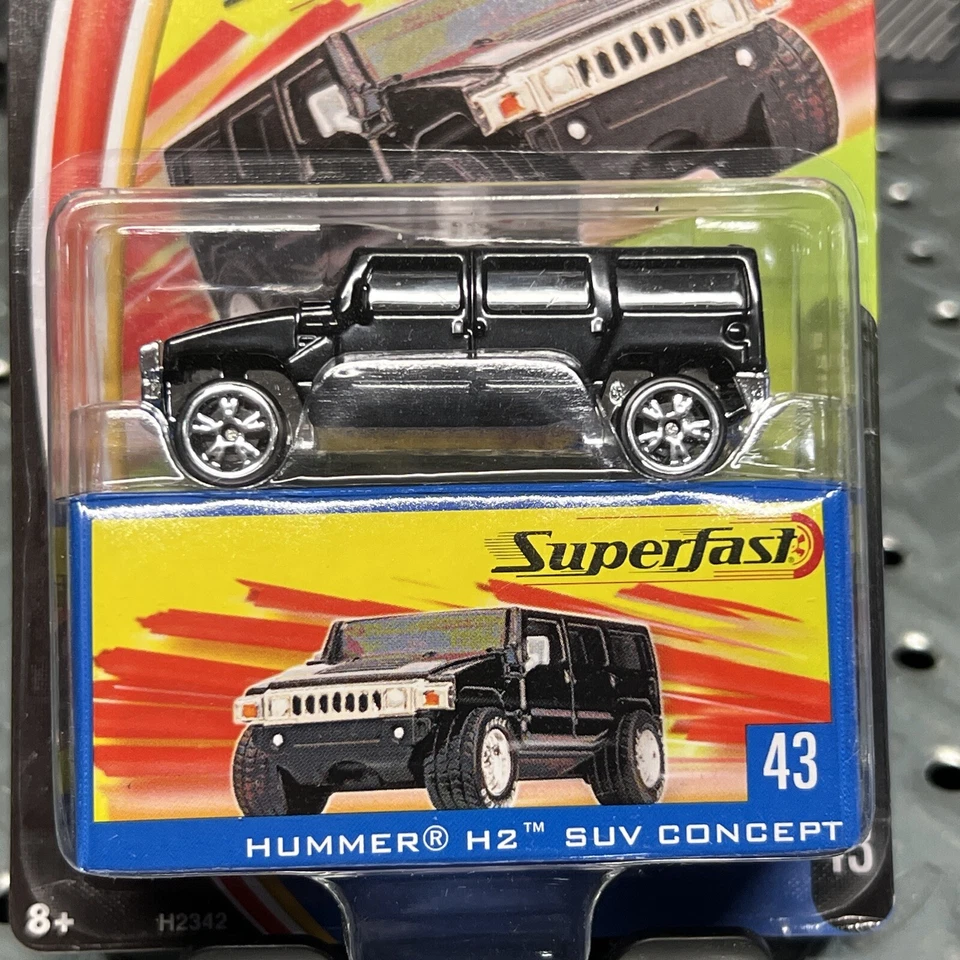 Superfast
43
HUMMER® H2™ SUV CONCEPT
8+
H2342